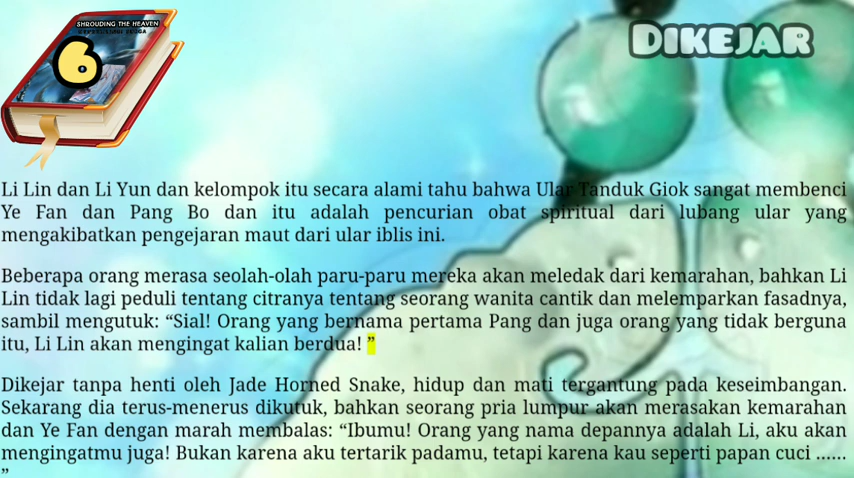 SHROUDING THE HEAVEN
6
DIKEJAR
Li Lin dan Li Yun dan kelompok itu secara alami tahu bahwa Ular Tanduk Giok sangat membenci
Ye Fan dan Pang Bo dan itu adalah pencurian obat spiritual dari lubang ular yang
mengakibatkan pengejaran maut dari ular iblis ini.
Beberapa orang merasa seolah-olah paru-paru mereka akan meledak dari kemarahan, bahkan Li
Lin tidak lagi peduli tentang citranya tentang seorang wanita cantik dan melemparkan fasadnya,
sambil mengutuk: “Sial! Orang yang bernama pertama Pang dan juga orang yang tidak berguna
itu, Li Lin akan mengingat kalian berdua! ”
Dikejar tanpa henti oleh Jade Horned Snake, hidup dan mati tergantung pada keseimbangan.
Sekarang dia terus-menerus dikutuk, bahkan seorang pria lumpur akan merasakan kemarahan
dan Ye Fan dengan marah membalas: “Ibumu! Orang yang nama depannya adalah Li, aku akan
mengingatmu juga! Bukan karena aku tertarik padamu, tetapi karena kau seperti papan cuci ……
”